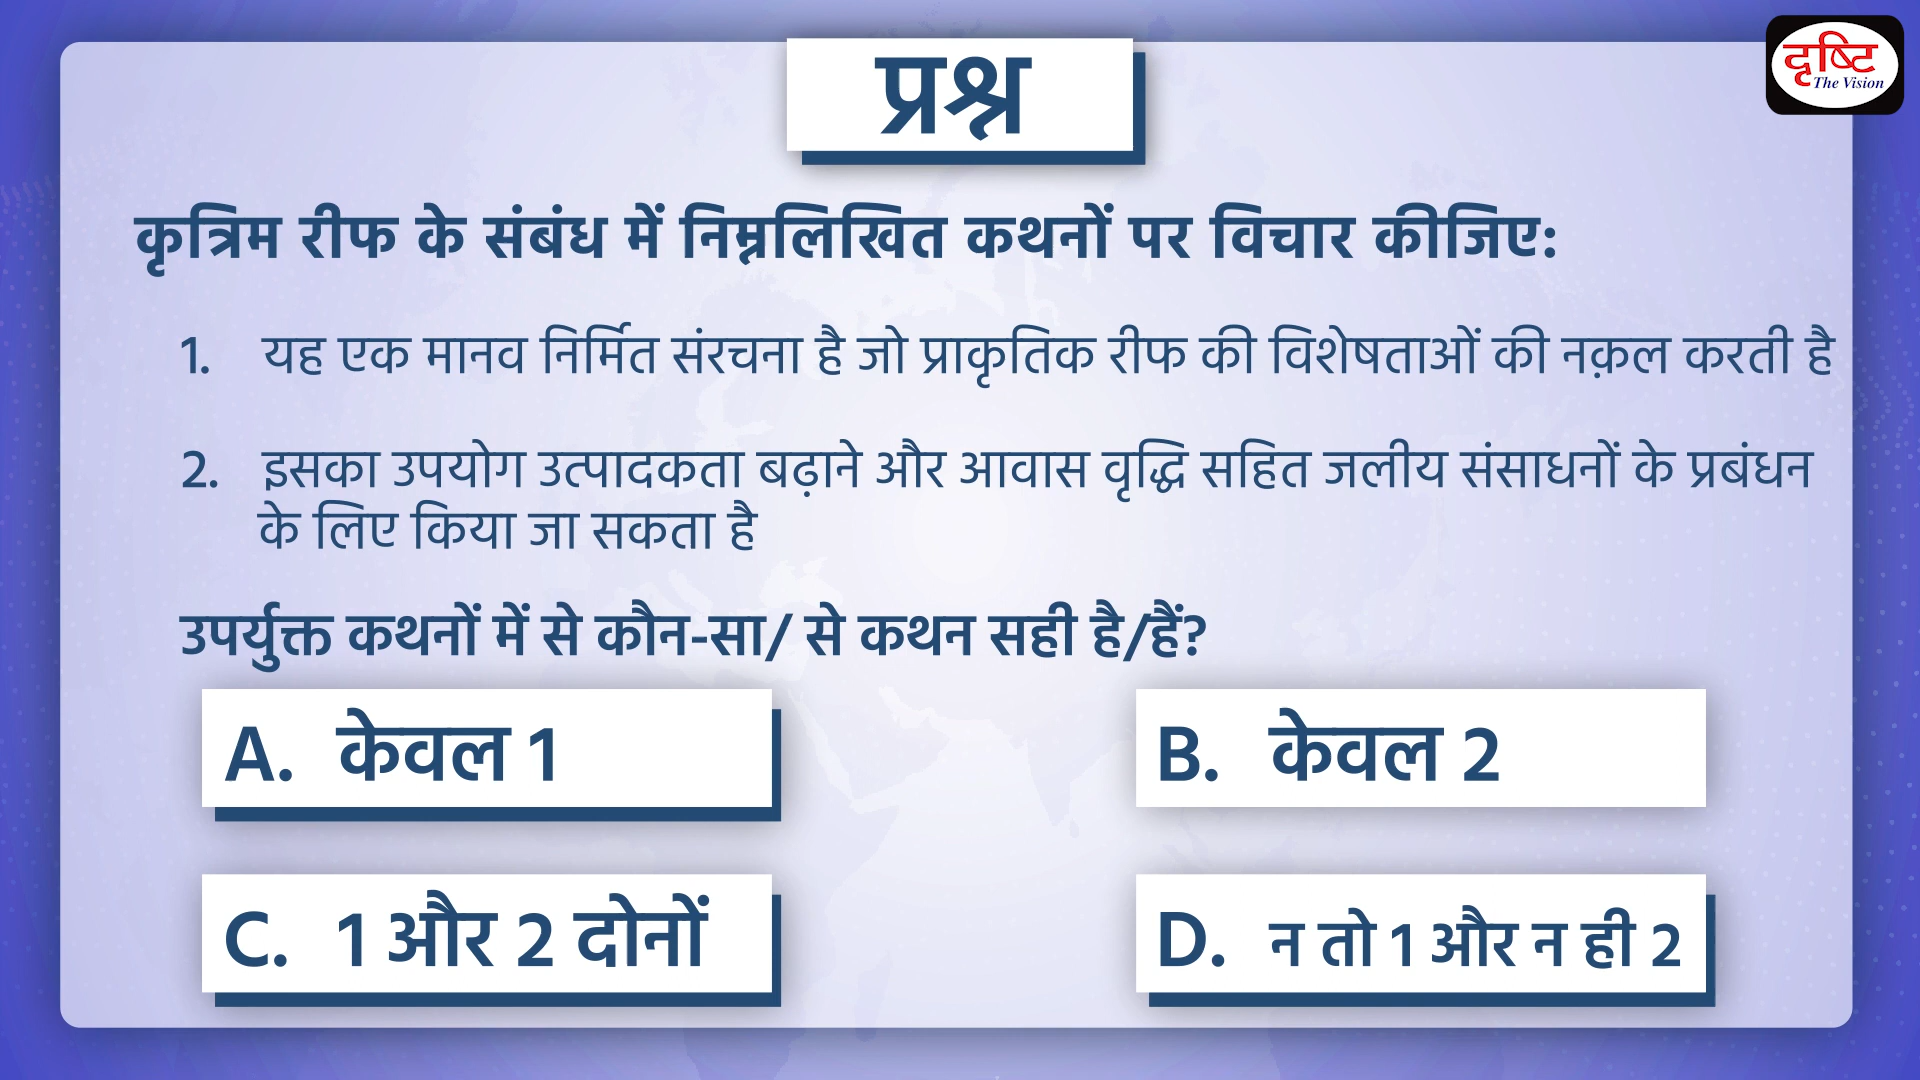 प्रश्न
दृष्टि
The Vision
कृत्रिम रीफ के संबंध में निम्नलिखित कथनों पर विचार कीजिए:
1. यह एक मानव निर्मित संरचना है जो प्राकृतिक रीफ की विशेषताओं की नक़ल करती है
2. इसका उपयोग उत्पादकता बढ़ाने और आवास वृद्धि सहित जलीय संसाधनों के प्रबंधन
के लिए किया जा सकता है
उपर्युक्त कथनों में से कौन-सा/ से कथन सही है/हैं?
A. केवल 1
B. केवल 2
C. 1 और 2 दोनों
D. न तो 1 और न ही 2